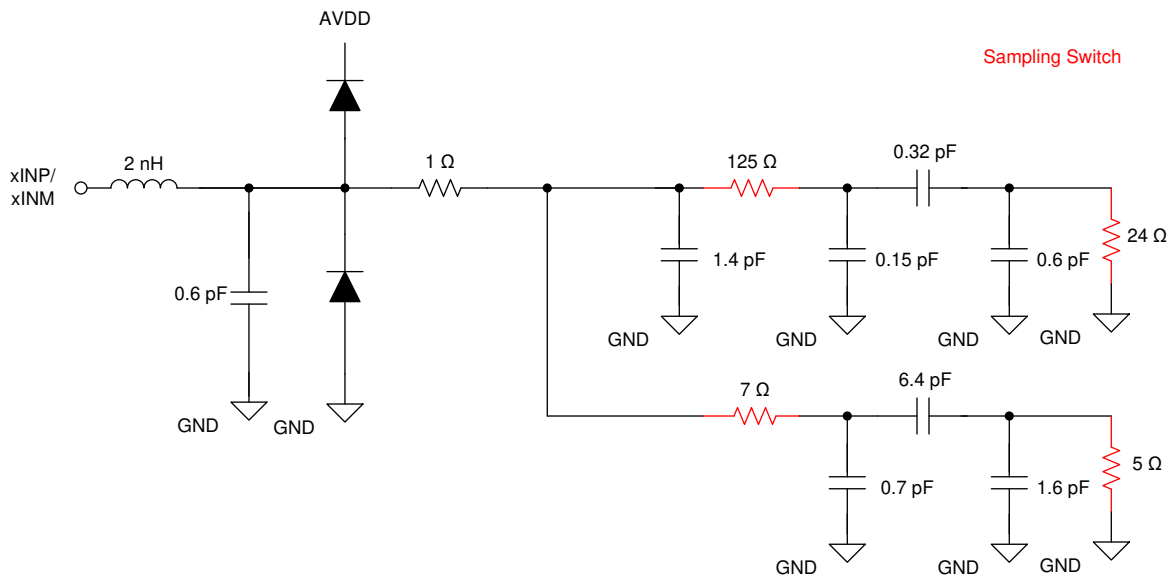 AVDD
Sampling Switch
xINP/
xINM
2 nH
1 Ω
125 Ω
0.32 pF
24 Ω
0.6 pF
1.4 pF
0.15 pF
0.6 pF
GND
GND
GND
GND
7 Ω
6.4 pF
GND
GND
5 Ω
0.7 pF
1.6 pF
GND
GND
GND